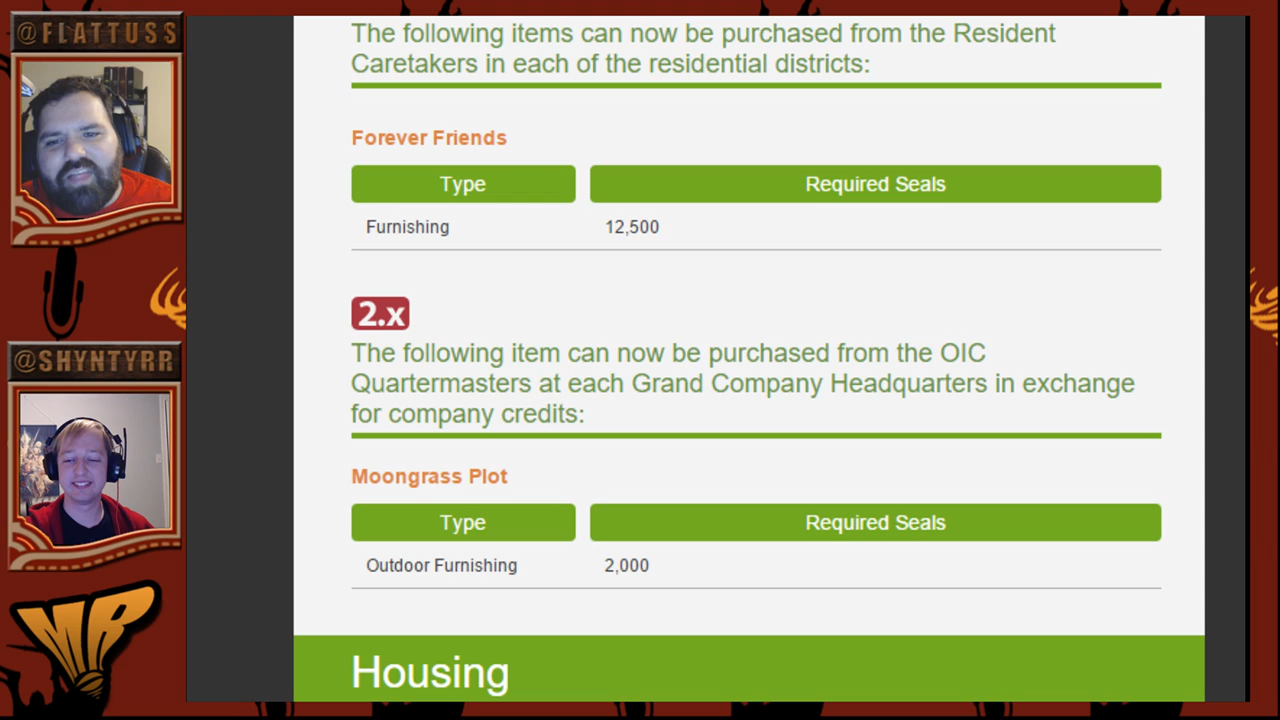 @FLATTUSS
The following items can now be purchased from the Resident
Caretakers in each of the residential districts:
Forever Friends
Type Required Seals
Furnishing 12,500
2.x
@SHYNTYRR
The following item can now be purchased from the OIC
Quartermasters at each Grand Company Headquarters in exchange
for company credits:
Moongrass Plot
Type Required Seals
Outdoor Furnishing 2,000
MR
Housing